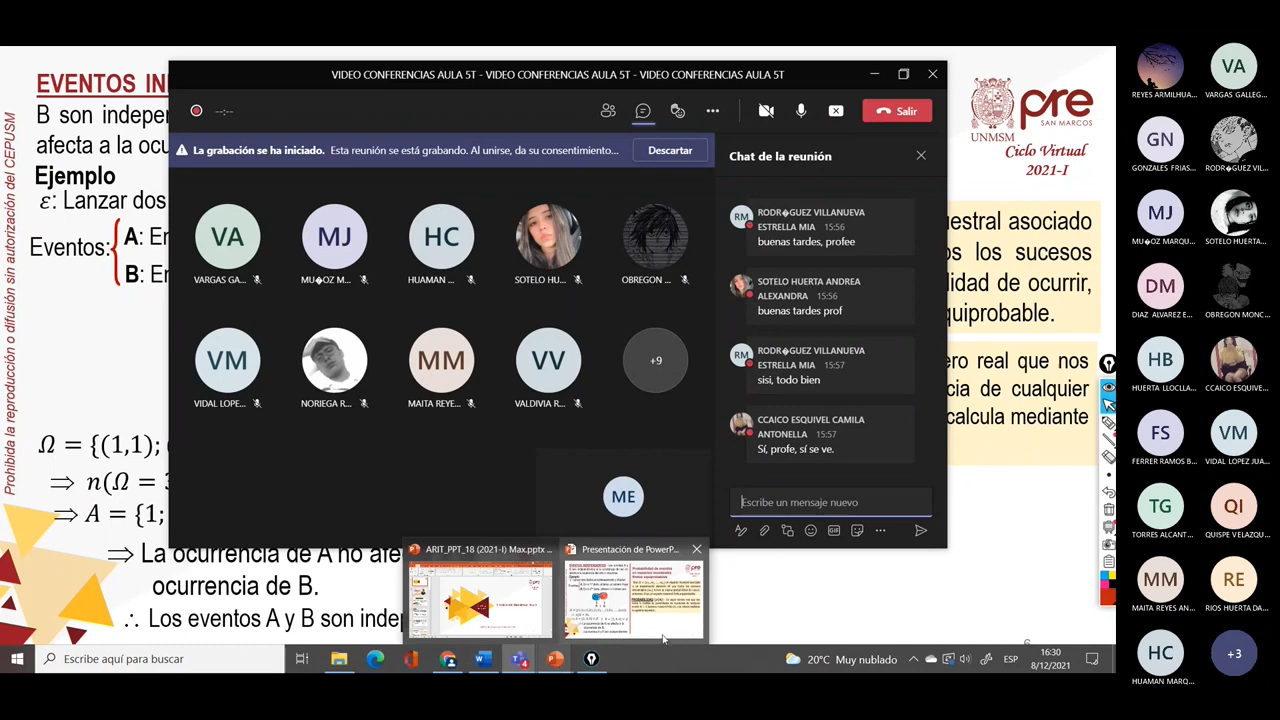 Prohibida la reproducción o difusión sin autorización del CEPUSM
EVENTOS IN
B son indepen
afecta a la ocu
Ejemplo
ε: Lanzar dos
Eventos:
A: En
B: En
Ω = {(1,1); (
⇒ n(Ω = 3
⇒ A = {1;
⇒ La ocurrencia de A no afe
ocurrencia de B.
∴ Los eventos A y B son indep
VIDEO CONFERENCIAS AULA 5T - VIDEO CONFERENCIAS AULA 5T - VIDEO CONFERENCIAS AULA 5T
--:--
Salir
La grabación se ha iniciado. Esta reunión se está grabando. Al unirse, da su consentimiento...
Descartar
VA
VARGAS GA...
MJ
MU�OZ M...
HC
HUAMAN ...
SOTELO HU...
OBREGON ...
VM
VIDAL LOPE...
NORIEGA R...
MM
MAITA REYE...
VV
VALDIVIA R...
+9
ME
Chat de la reunión
RM
RODR�GUEZ VILLANUEVA
ESTRELLA MIA 15:56
buenas tardes, profee
SOTELO HUERTA ANDREA
ALEXANDRA 15:56
buenas tardes prof
RM
RODR�GUEZ VILLANUEVA
ESTRELLA MIA 15:57
sisi, todo bien
CCAICO ESQUIVEL CAMILA
ANTONELLA 15:57
Sí, profe, sí se ve.
Escribe un mensaje nuevo
GIF
ARIT_PPT_18 (2021-I) Max.pptx ...
Presentación de PowerP...
UNMSM
pre
SAN MARCOS
Ciclo Virtual
2021-I
uestral asociado
os los sucesos
lidad de ocurrir,
quiprobable.
ero real que nos
cia de cualquier
calcula mediante
6
REYES ARMILHUA...
VA
VARGAS GALLEG...
GN
GONZALES FRIAS...
RODR�GUEZ VIL...
MJ
MU�OZ MARQU...
SOTELO HUERTA...
DM
DIAZ ALVAREZ E...
OBREGON MONC...
HB
HUERTA LLOCLLA...
CCAICO ESQUIVE...
FS
FERRER RAMOS B...
VM
VIDAL LOPEZ JUA...
TG
TORRES ALCANT...
QI
QUISPE VELAZQU...
MM
MAITA REYES AN...
RE
RIOS HUERTA DA...
HC
HUAMAN MARQ...
+3
Escribe aquí para buscar
20°C Muy nublado
ESP
16:30
8/12/2021